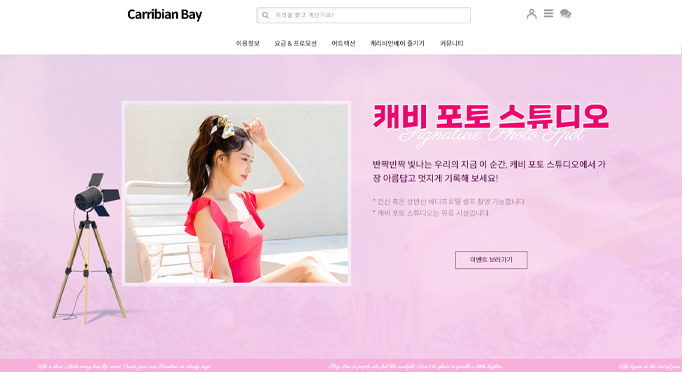 Carribian Bay
무엇을 찾고 계신가요?
이용정보 요금 & 프로모션 어트랙션 캐리비안베이 즐기기 커뮤니티
캐비 포토 스튜디오
Signature Photo Spot
반짝반짝 빛나는 우리의 지금 이 순간, 캐비 포토 스튜디오에서 가
장 아름답고 멋지게 기록해 보세요!
* 전신 혹은 상반신 바디프로필 셀프 촬영 가능합니다.
* 캐비 포토 스튜디오는 유료 시설입니다.
이벤트 보러가기